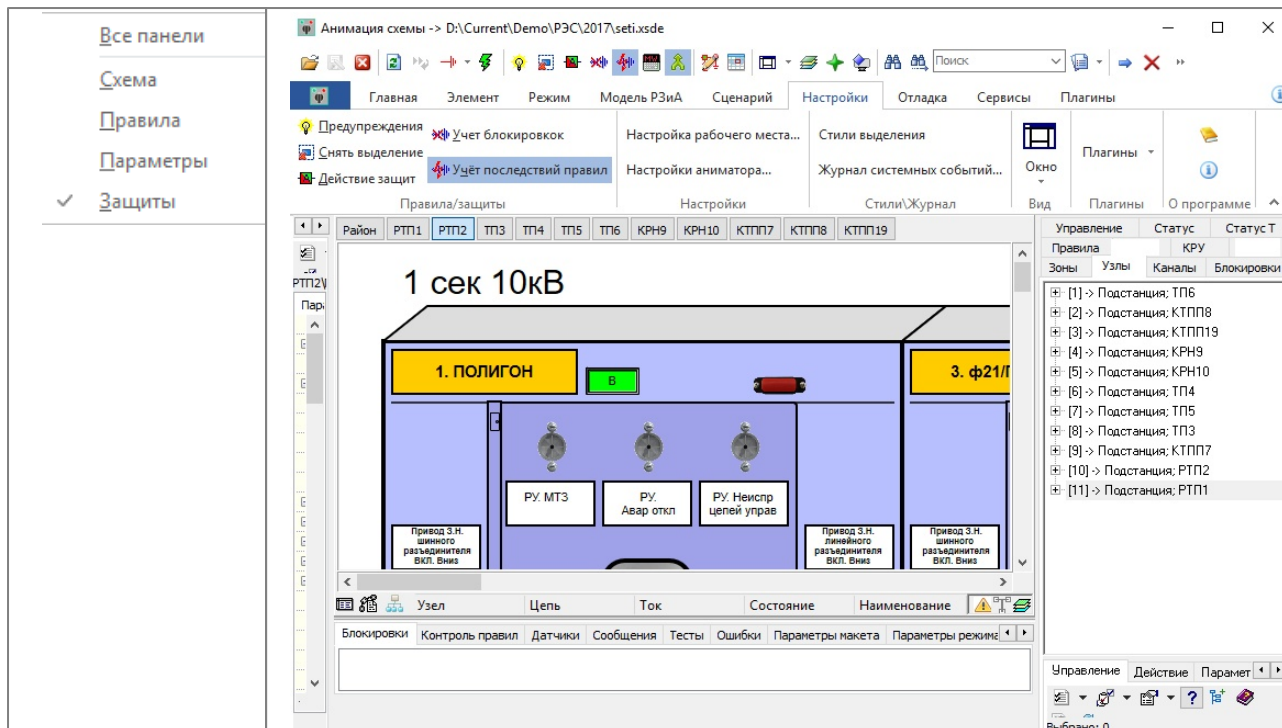 Все панели
Схема
Правила
Параметры
Защиты
Анимация схемы -> D:\Current\Demo\РЭС\2017\seti.xsde
Поиск
Главная Элемент Режим Модель РЗиА Сценарий Настройки Отладка Сервисы Плагины
Предупреждения
Снять выделение
Действие защит
Учет блокировкок
Учёт последствий правил
Правила/защиты
Настройка рабочего места...
Настройки аниматора...
Настройки
Стили выделения
Журнал системных событий...
Стили\Журнал
Окно
Вид
Плагины
Плагины
О программе
Район РТП1 РТП2 ТП3 ТП4 ТП5 ТП6 КРН9 КРН10 КТПП7 КТПП8 КТПП19
РТП2\
Пар
1 сек 10кВ
1. ПОЛИГОН
В
3. ф21/
РУ. МТЗ
РУ.
Авар откл
РУ. Неиспр
цепей управ
Привод З.Н.
шинного
разъединителя
ВКЛ. Вниз
Привод З.Н.
линейного
разъединителя
ВКЛ. Вниз
Привод З.Н.
шинного
разъединителя
ВКЛ. Вниз
Узел Цепь Ток Состояние Наименование
Блокировки Контроль правил Датчики Сообщения Тесты Ошибки Параметры макета Параметры режима
Управление Статус Статус Т
Правила КРУ
Зоны Узлы Каналы Блокировки
[1] -> Подстанция; ТП6
[2] -> Подстанция; КТПП8
[3] -> Подстанция; КТПП19
[4] -> Подстанция; КРН9
[5] -> Подстанция; КРН10
[6] -> Подстанция; ТП4
[7] -> Подстанция; ТП5
[8] -> Подстанция; ТП3
[9] -> Подстанция; КТПП7
[10] -> Подстанция; РТП2
[11] -> Подстанция; РТП1
Управление Действие Парамет
Выбрано: 0